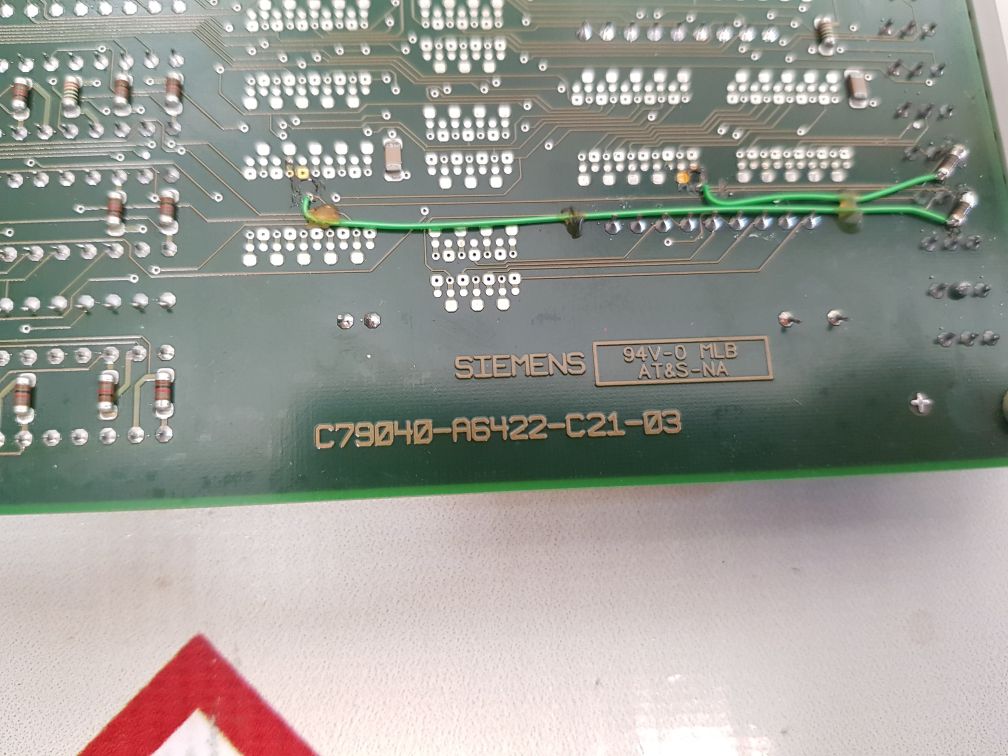 SIEMENS
94V-0 MLB
AT&S-NA
C79040-A6422-C21-03